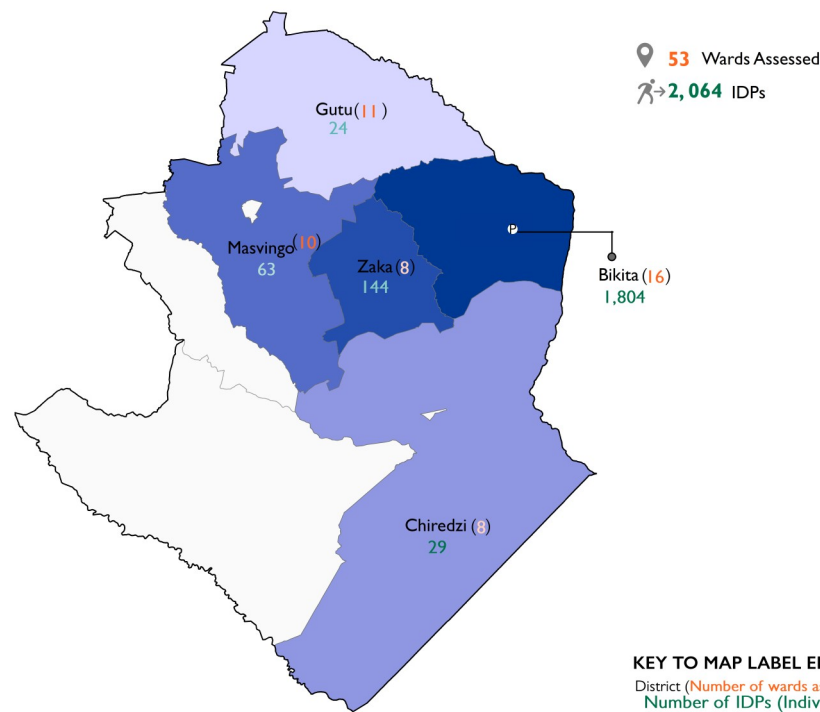 53 Wards Assessed
2,064 IDPs
Gutu (11)
24
Masvingo (10)
63
Zaka (8)
144
P
Bikita (16)
1,804
Chiredzi (8)
29
KEY TO MAP LABEL
District (Number of wards
Number of IDPs